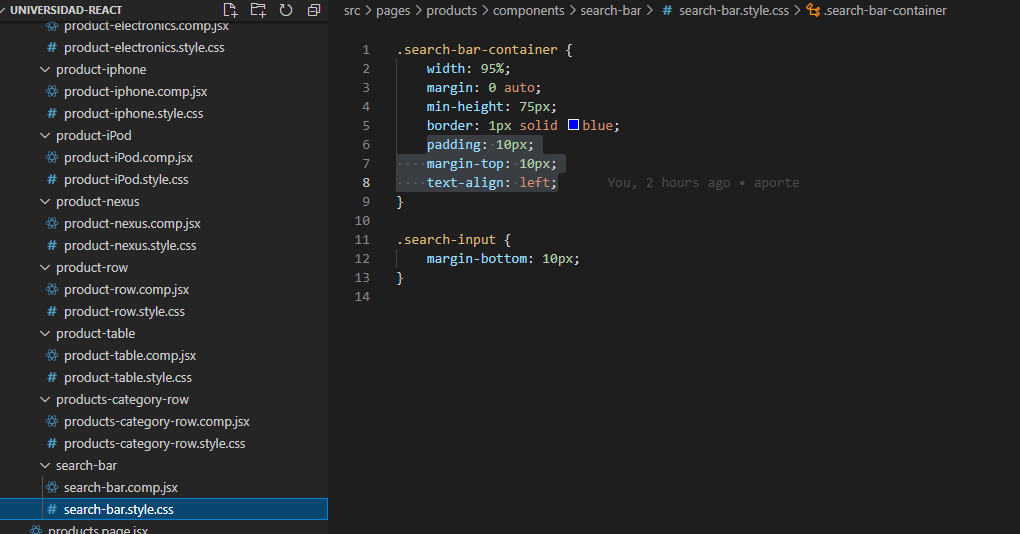 UNIVERSIDAD-REACT
product-electronics.comp.jsx
# product-electronics.style.css
product-iphone
product-iphone.comp.jsx
# product-iphone.style.css
product-iPod
product-iPod.comp.jsx
# product-iPod.style.css
product-nexus
product-nexus.comp.jsx
# product-nexus.style.css
product-row
product-row.comp.jsx
# product-row.style.css
product-table
product-table.comp.jsx
# product-table.style.css
products-category-row
products-category-row.comp.jsx
# products-category-row.style.css
search-bar
search-bar.comp.jsx
# search-bar.style.css
products.page.jsx
src > pages > products > components > search-bar > # search-bar.style.css > .search-bar-container
1 .search-bar-container {
2 width: 95%;
3 margin: 0 auto;
4 min-height: 75px;
5 border: 1px solid blue;
6 padding: 10px;
7 margin-top: 10px;
8 text-align: left; You, 2 hours ago • aporte
9 }
10
11 .search-input {
12 margin-bottom: 10px;
13 }
14